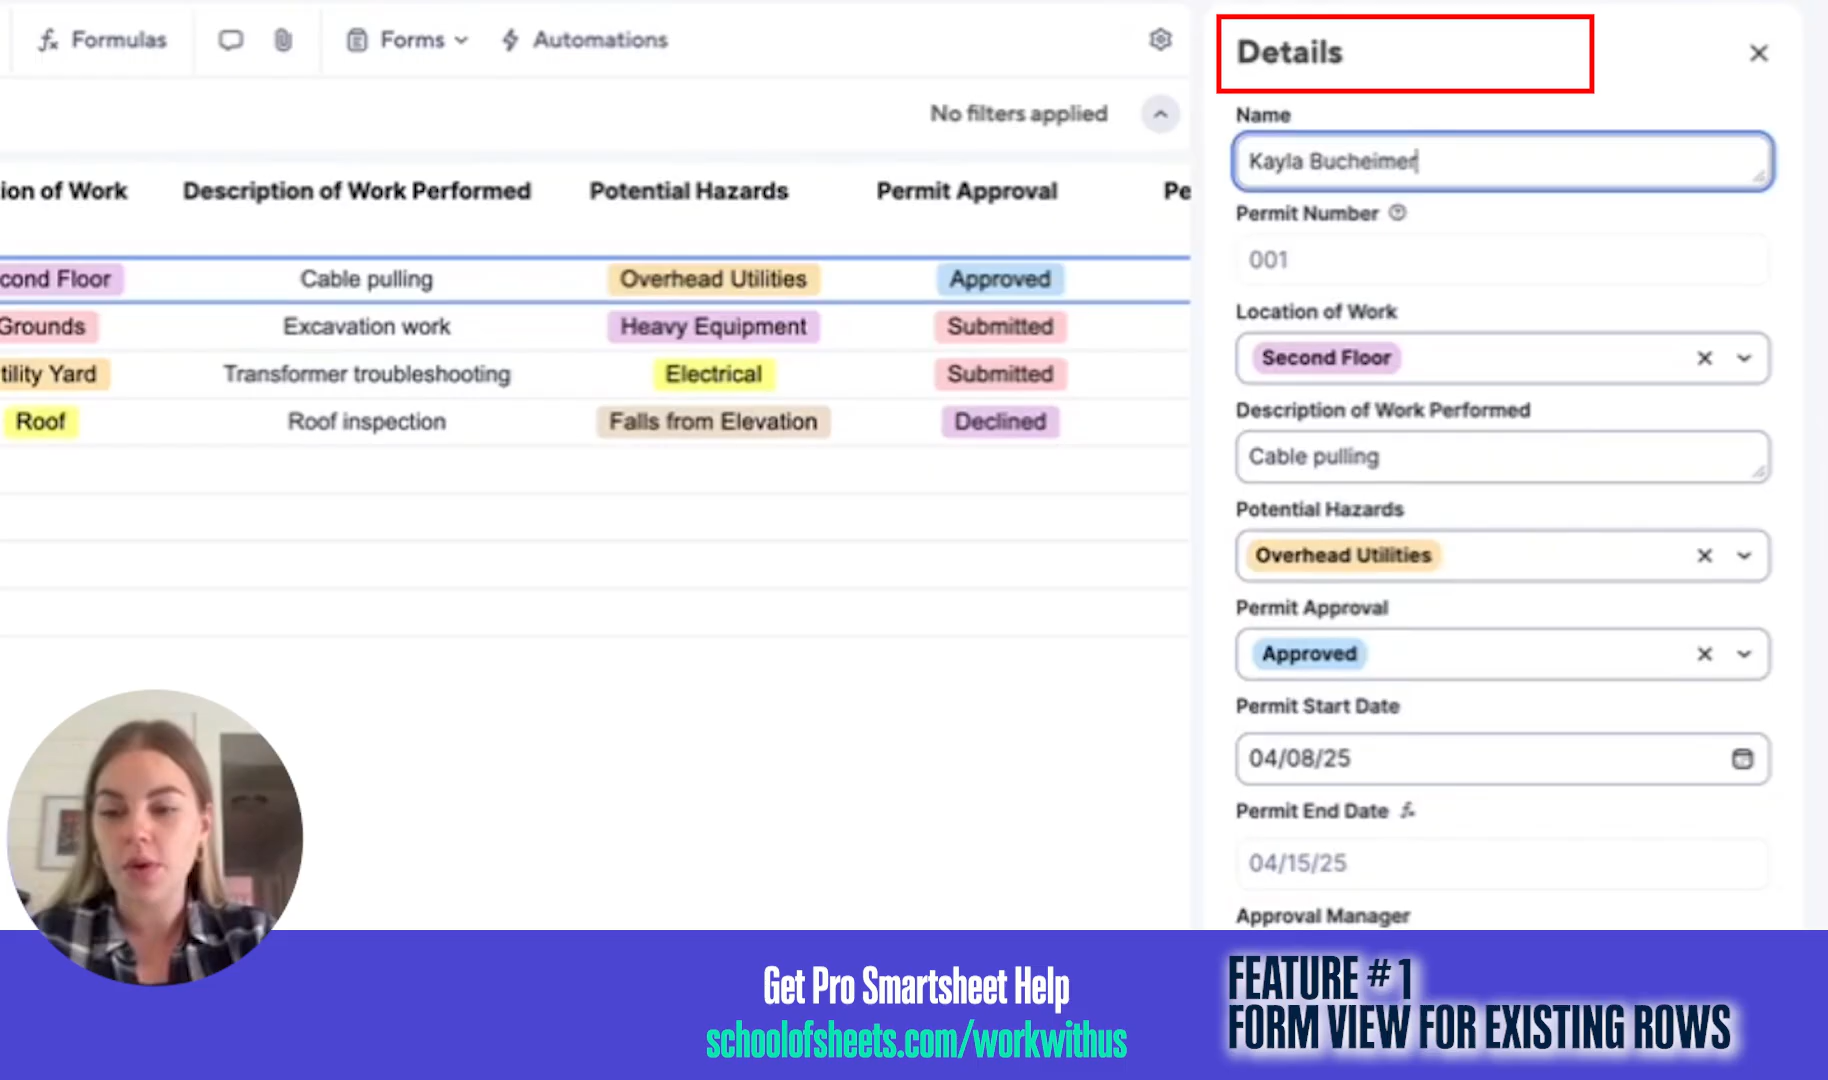 Formulas
Forms
Automations
No filters applied
ion of Work Description of Work Performed Potential Hazards Permit Approval Pe
cond Floor Cable pulling Overhead Utilities Approved
Grounds Excavation work Heavy Equipment Submitted
tility Yard Transformer troubleshooting Electrical Submitted
Roof Roof inspection Falls from Elevation Declined
Details
Name
Kayla Bucheimer
Permit Number
001
Location of Work
Second Floor
Description of Work Performed
Cable pulling
Potential Hazards
Overhead Utilities
Permit Approval
Approved
Permit Start Date
04/08/25
Permit End Date
04/15/25
Approval Manager
Get Pro Smartsheet Help
schoolofsheets.com/workwithus
FEATURE #1
FORM VIEW FOR EXISTING ROWS